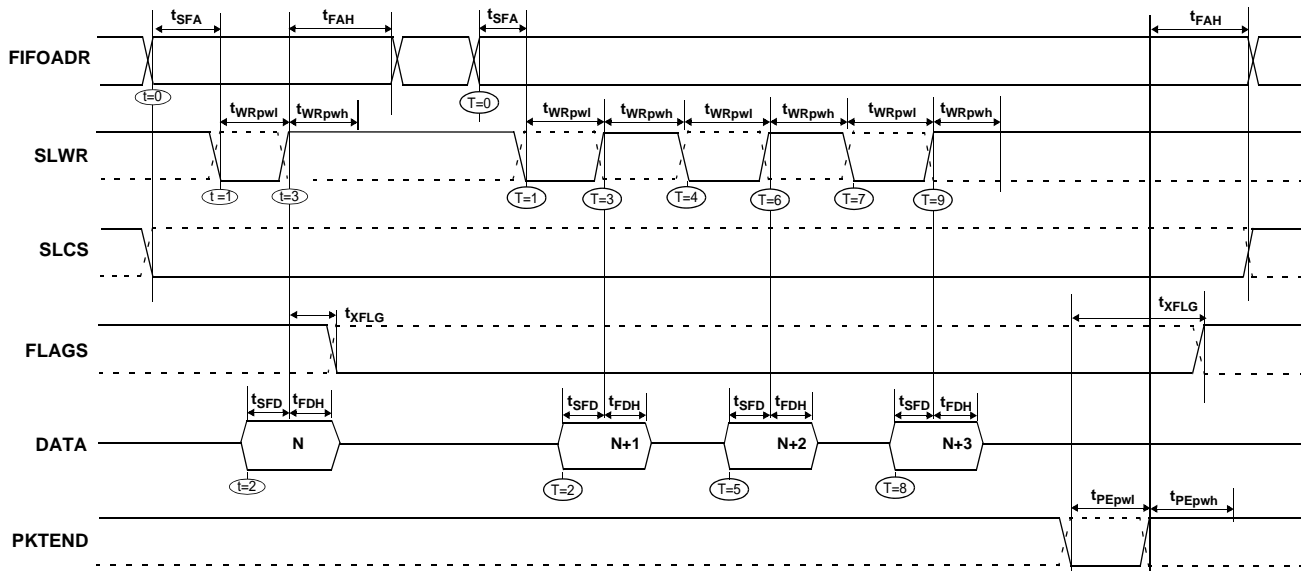 tSFA tFAH tSFA tFAH
FIFOADR
t=0 T=0
tWRpwl tWRpwh tWRpwl tWRpwh tWRpwl tWRpwh tWRpwl tWRpwh
SLWR
t=1 t=3 T=1 T=3 T=4 T=6 T=7 T=9
SLCS
tXFLG tXFLG
FLAGS
tSFD tFDH tSFD tFDH tSFD tFDH tSFD tFDH
DATA N N+1 N+2 N+3
t=2 T=2 T=5 T=8
tPEpwl tPEpwh
PKTEND